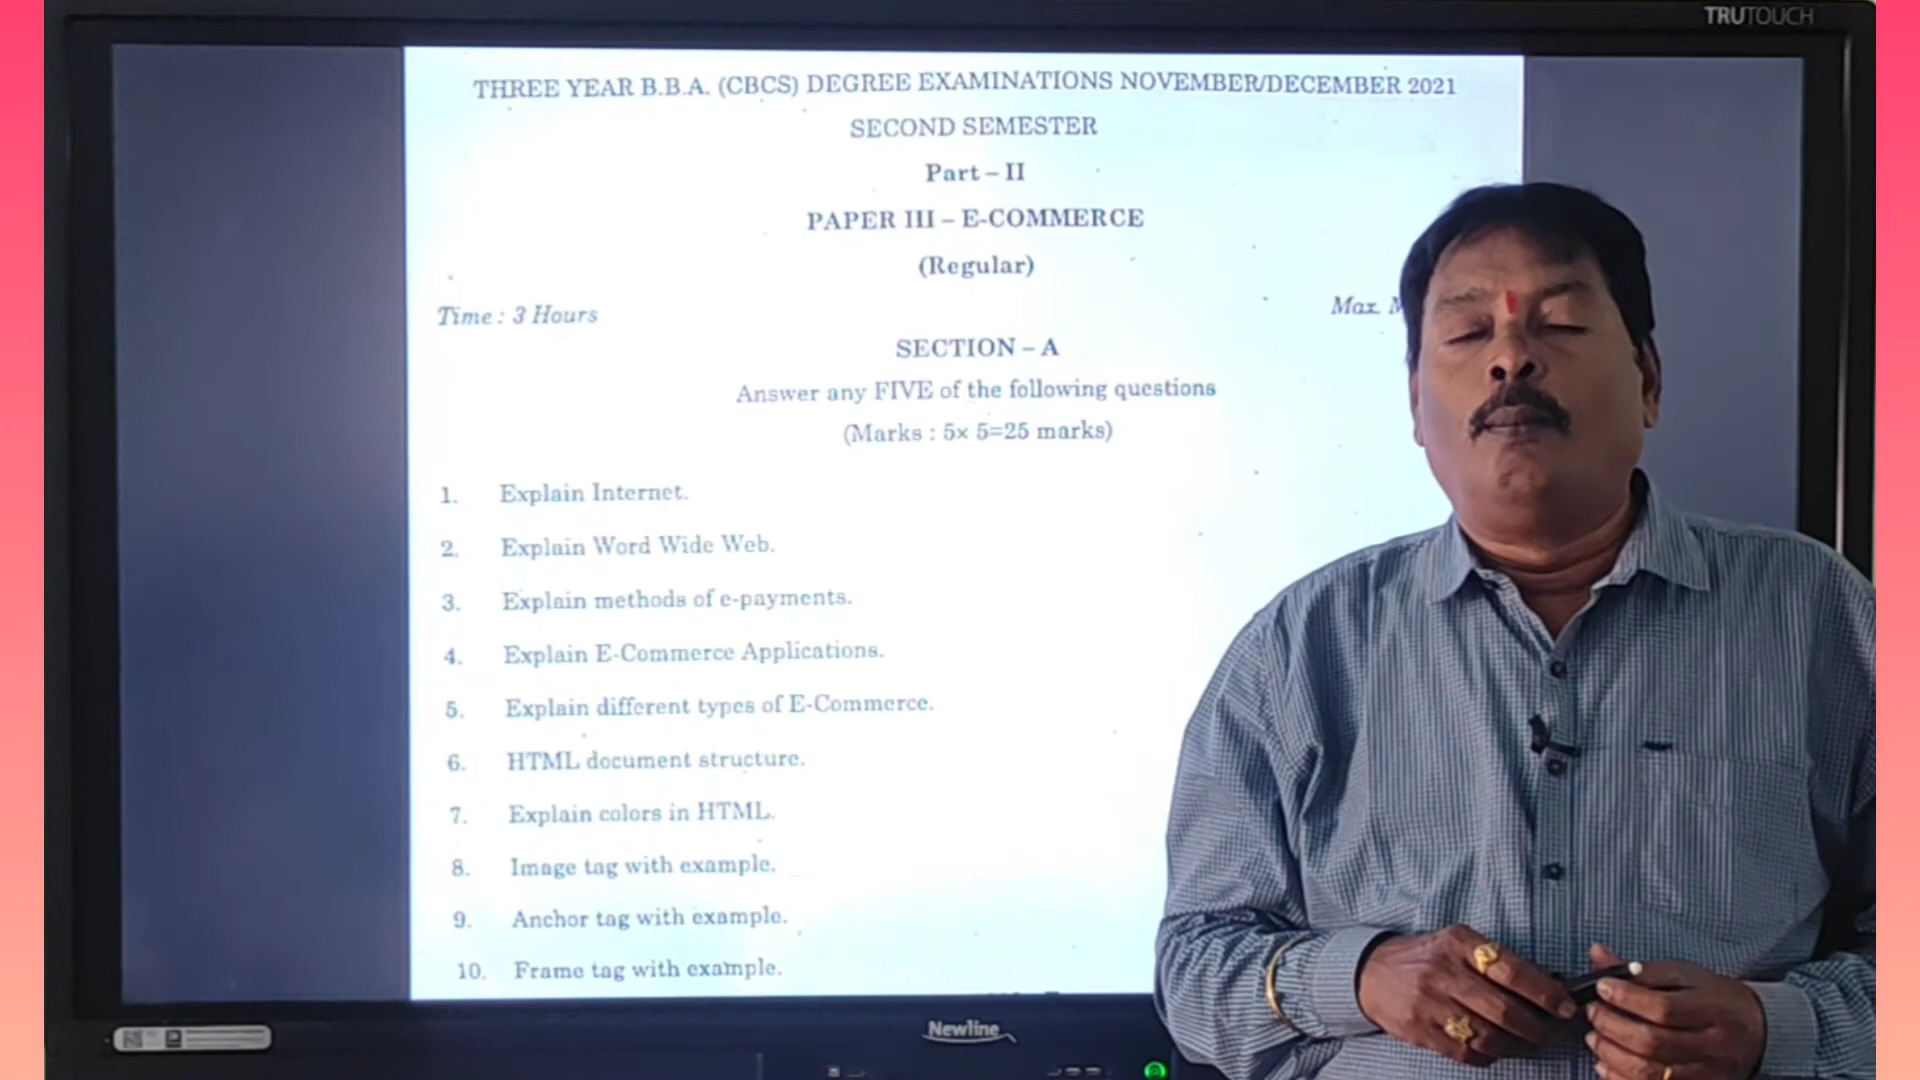 TRUTOUCH
THREE YEAR B.B.A. (CBCS) DEGREE EXAMINATIONS NOVEMBER/DECEMBER 2021
SECOND SEMESTER
Part – II
PAPER III – E-COMMERCE
(Regular)
Time : 3 Hours
Max.
SECTION – A
Answer any FIVE of the following questions
(Marks : 5× 5=25 marks)
1. Explain Internet.
2. Explain Word Wide Web.
3. Explain methods of e-payments.
4. Explain E-Commerce Applications.
5. Explain different types of E-Commerce.
6. HTML document structure.
7. Explain colors in HTML.
8. Image tag with example.
9. Anchor tag with example.
10. Frame tag with example.
Newline